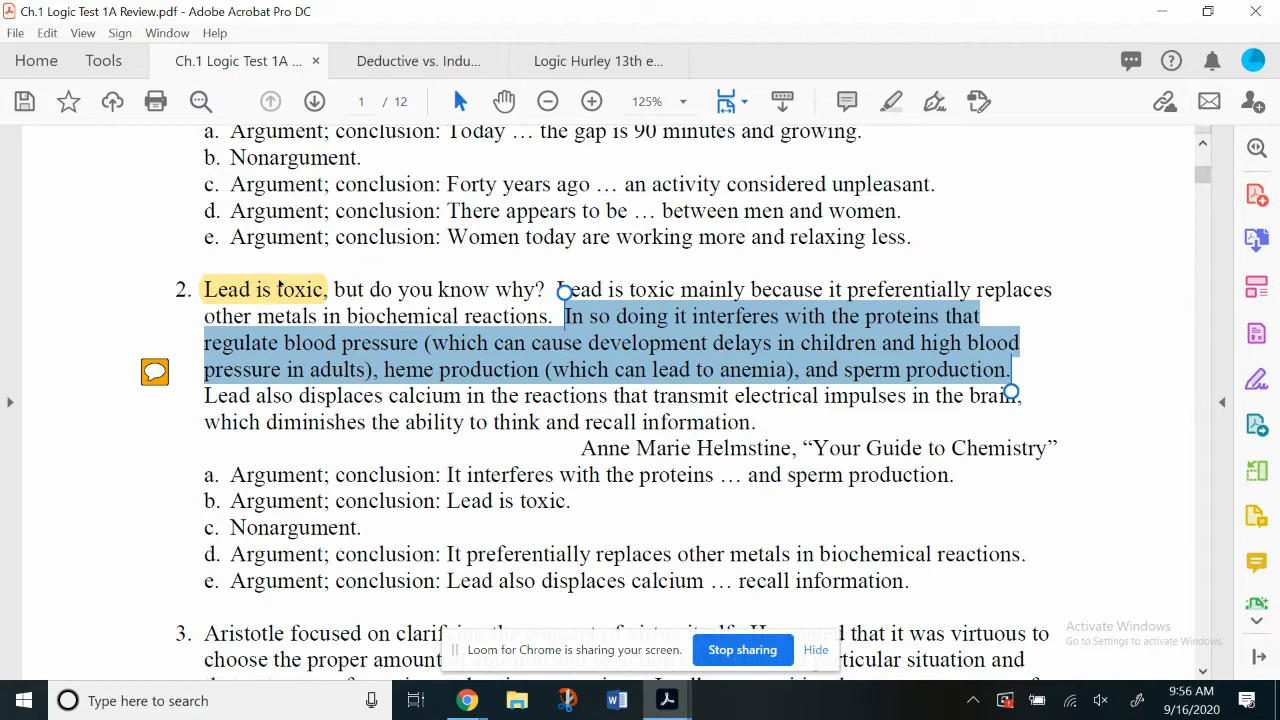 Ch.1 Logic Test 1A Review.pdf - Adobe Acrobat Pro DC
File Edit View Sign Window Help
Home Tools Ch.1 Logic Test 1A ... × Deductive vs. Indu... Logic Hurley 13th e...
1 / 12 125%
a. Argument; conclusion: Today … the gap is 90 minutes and growing.
b. Nonargument.
c. Argument; conclusion: Forty years ago … an activity considered unpleasant.
d. Argument; conclusion: There appears to be … between men and women.
e. Argument; conclusion: Women today are working more and relaxing less.
2. Lead is toxic, but do you know why? Lead is toxic mainly because it preferentially replaces
other metals in biochemical reactions. In so doing it interferes with the proteins that
regulate blood pressure (which can cause development delays in children and high blood
pressure in adults), heme production (which can lead to anemia), and sperm production.
Lead also displaces calcium in the reactions that transmit electrical impulses in the brain,
which diminishes the ability to think and recall information.
Anne Marie Helmstine, “Your Guide to Chemistry”
a. Argument; conclusion: It interferes with the proteins … and sperm production.
b. Argument; conclusion: Lead is toxic.
c. Nonargument.
d. Argument; conclusion: It preferentially replaces other metals in biochemical reactions.
e. Argument; conclusion: Lead also displaces calcium … recall information.
3. Aristotle focused on clarifying the concept of virtue itself. He argued that it was virtuous to
choose the proper amount particular situation and
Loom for Chrome is sharing your screen. Stop sharing Hide
Activate Windows
Go to Settings to activate Windows.
Type here to search
9:56 AM
9/16/2020